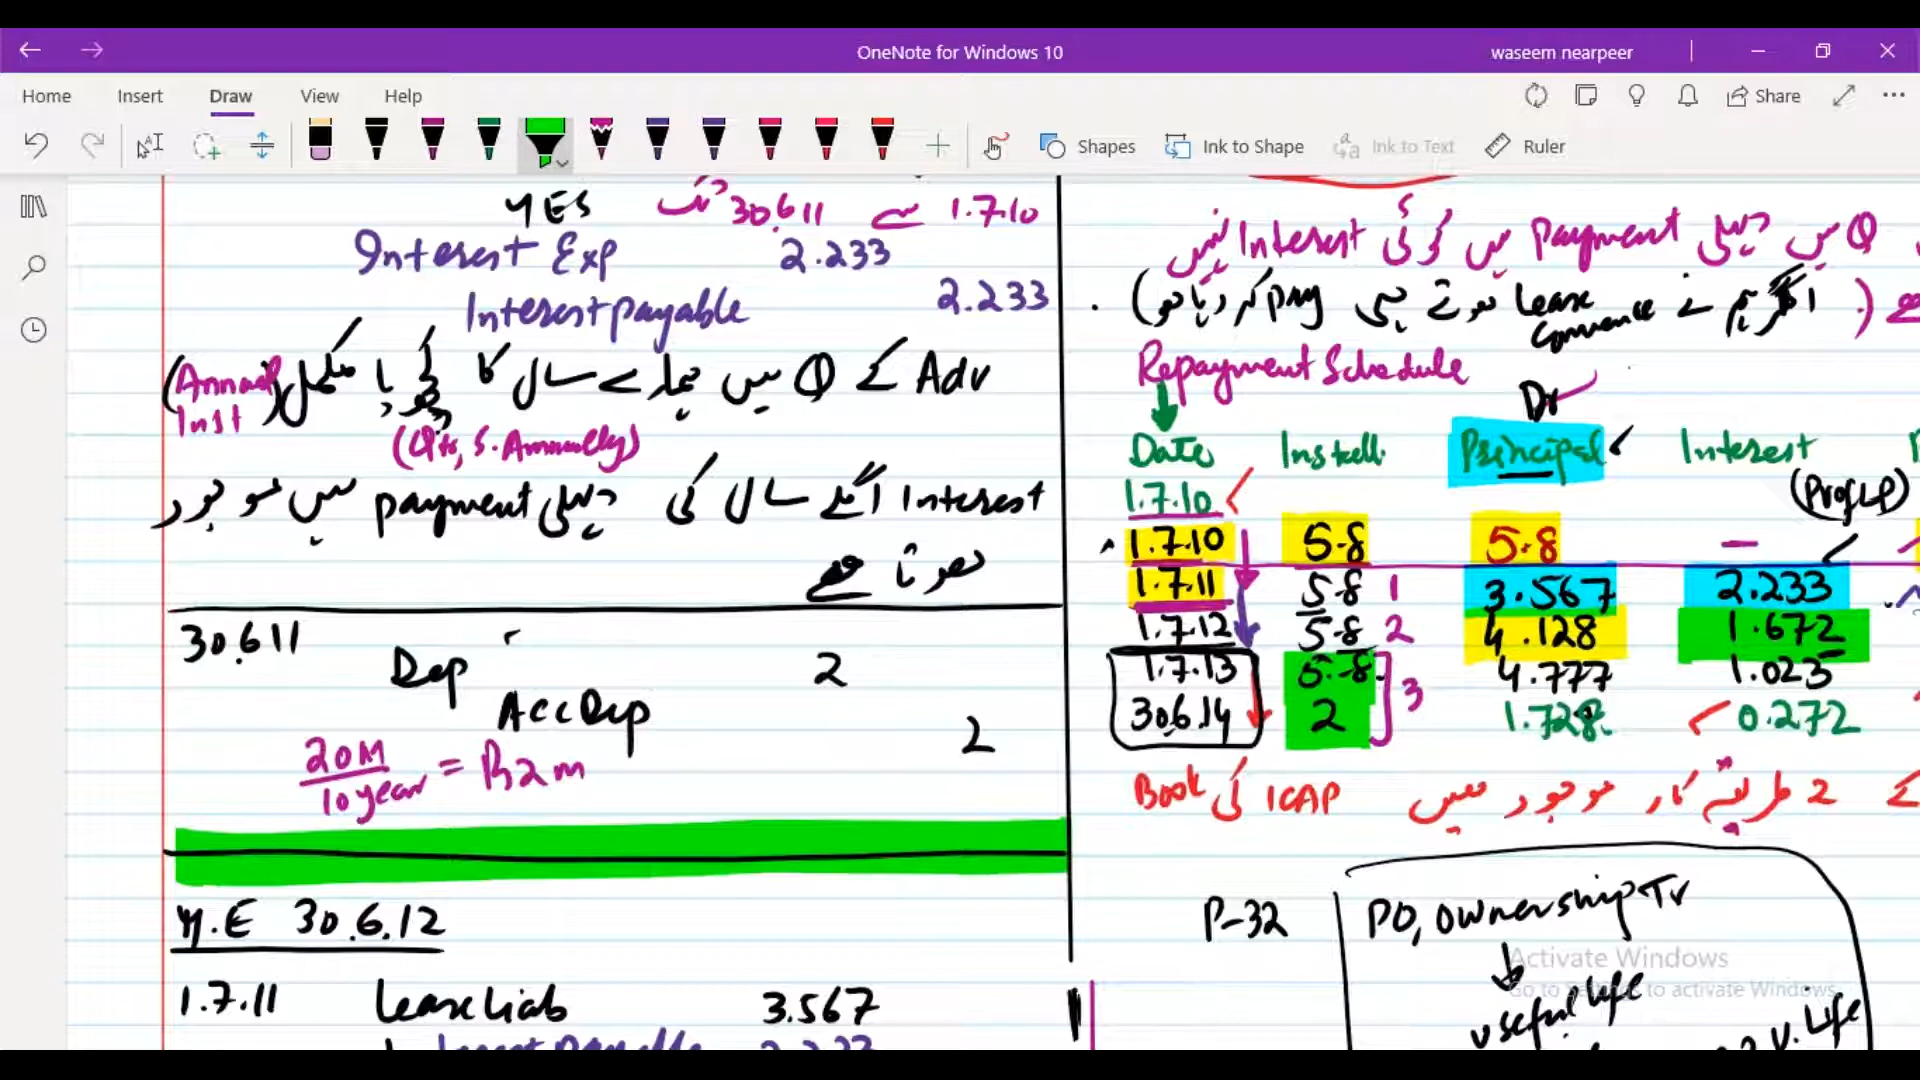 OneNote for Windows 10
waseem nearpeer
Home Insert Draw View Help
Share
Shapes Ink to Shape Ink to Text Ruler
YES 1.7.10 سے 30.6.11 تک
Interest Exp 2.233
Interest payable 2.233
Adv کے Q میں ہمارے سال کا
(Annual Inst)
(Qtr, S. Annually)
Interest اگلے سال کی پہلی payment میں موجود
ہوتا ہے
30.6.11
Dep 2
Acc Dep 2
20M / 10 year = Rs 2m
Y.E 30.6.12
1.7.11 Lease Liab 3.567
Q میں پہلی Payment میں کوئی Interest نہیں
(اگر ہم نے Lease Commence ہوتے ہی pay کر دیا ہو)
Repayment Schedule
Dr
Date Install. Principal Interest
(Prof LP)
1.7.10
1.7.10 5.8 5.8 -
1.7.11 5.8 1 3.567 2.233
1.7.12 5.8 2 4.128 1.672
1.7.13 5.8 4.777 1.023
3
30.6.14 2 1.728 0.272
ICAP کی Book
کے 2 طریقہ کار موجود ہیں
P-32 PO, Ownership Tr
useful life
Activate Windows
Go to Settings to activate Windows.